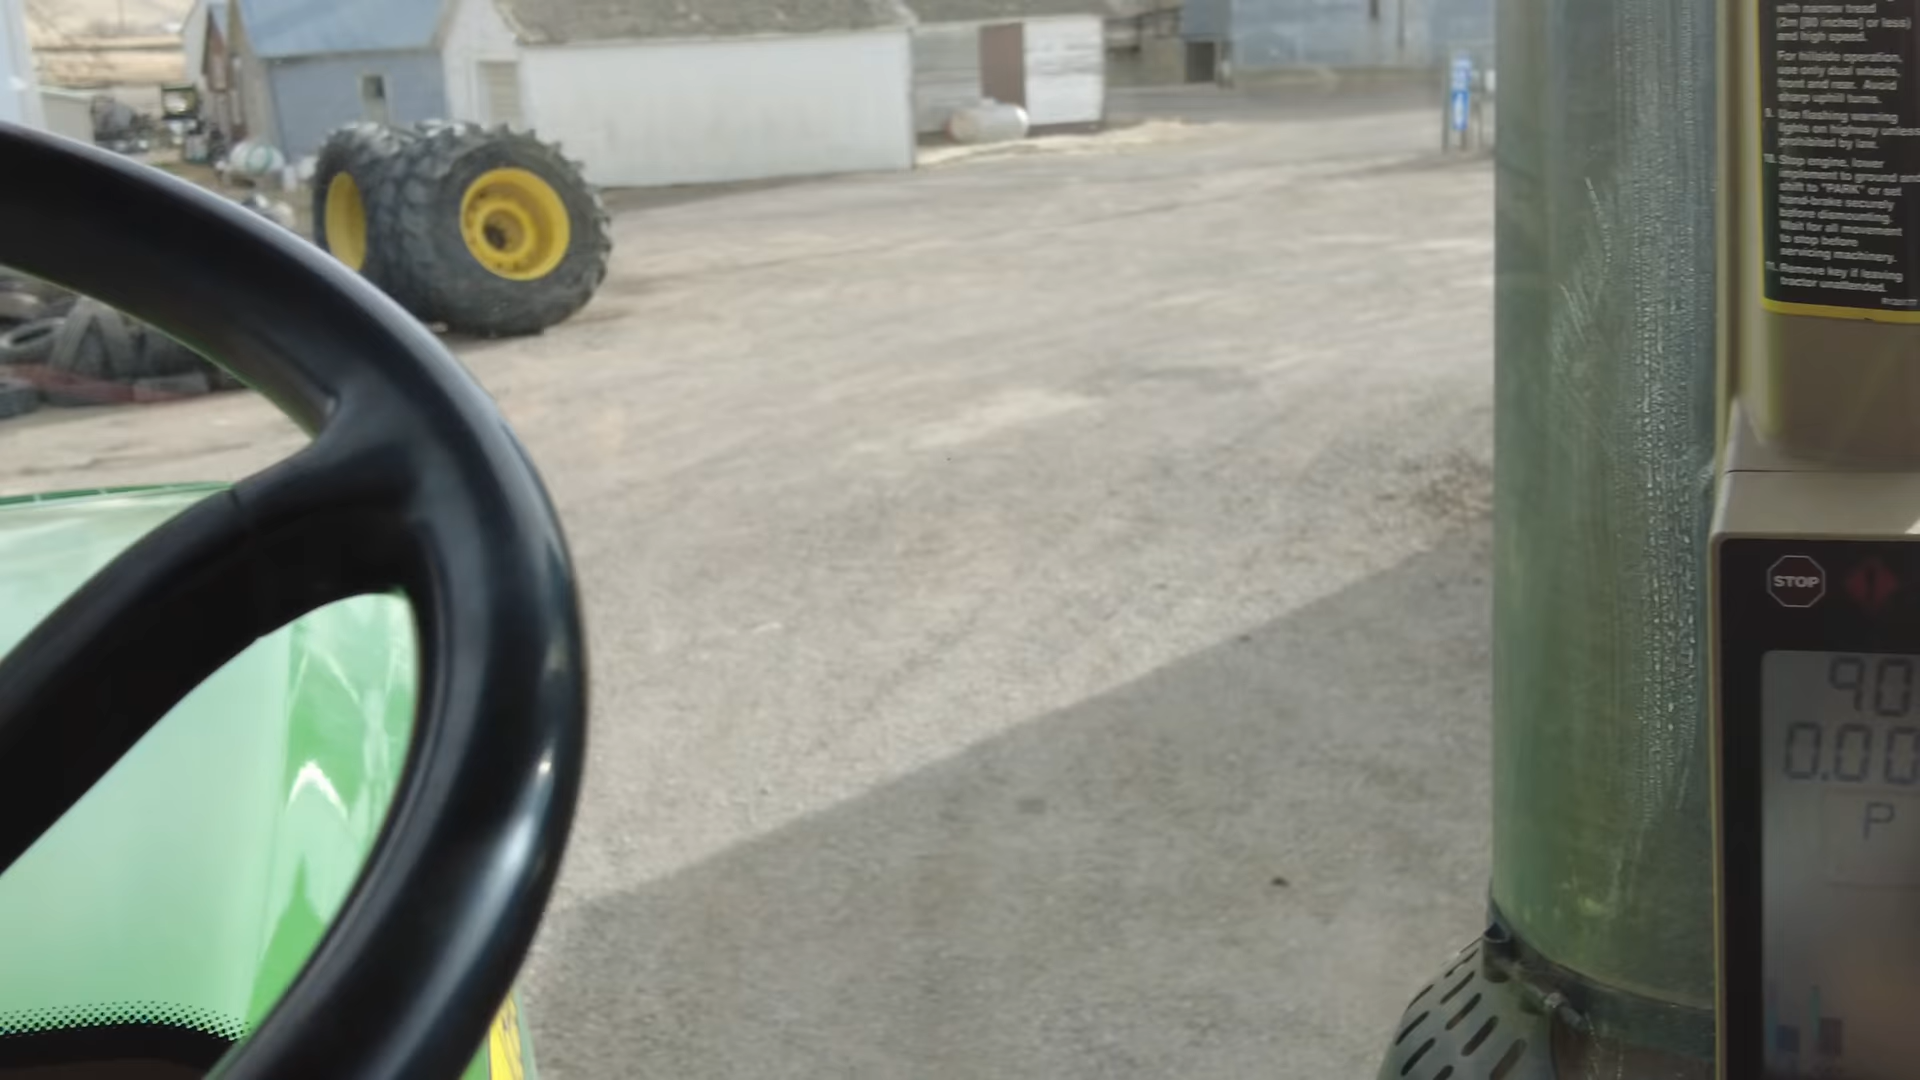 with narrow tread
(2m [80 inches] or less)
and high speed.
For hillside operation,
use only dual wheels,
front and rear. Avoid
sharp uphill turns.
9. Use flashing warning
lights on highway unless
prohibited by law.
10. Stop engine, lower
implement to ground and
shift to "PARK" or set
hand-brake securely
before dismounting.
Wait for all movement
to stop before
servicing machinery.
11. Remove key if leaving
tractor unattended.
STOP
90
0.00
P